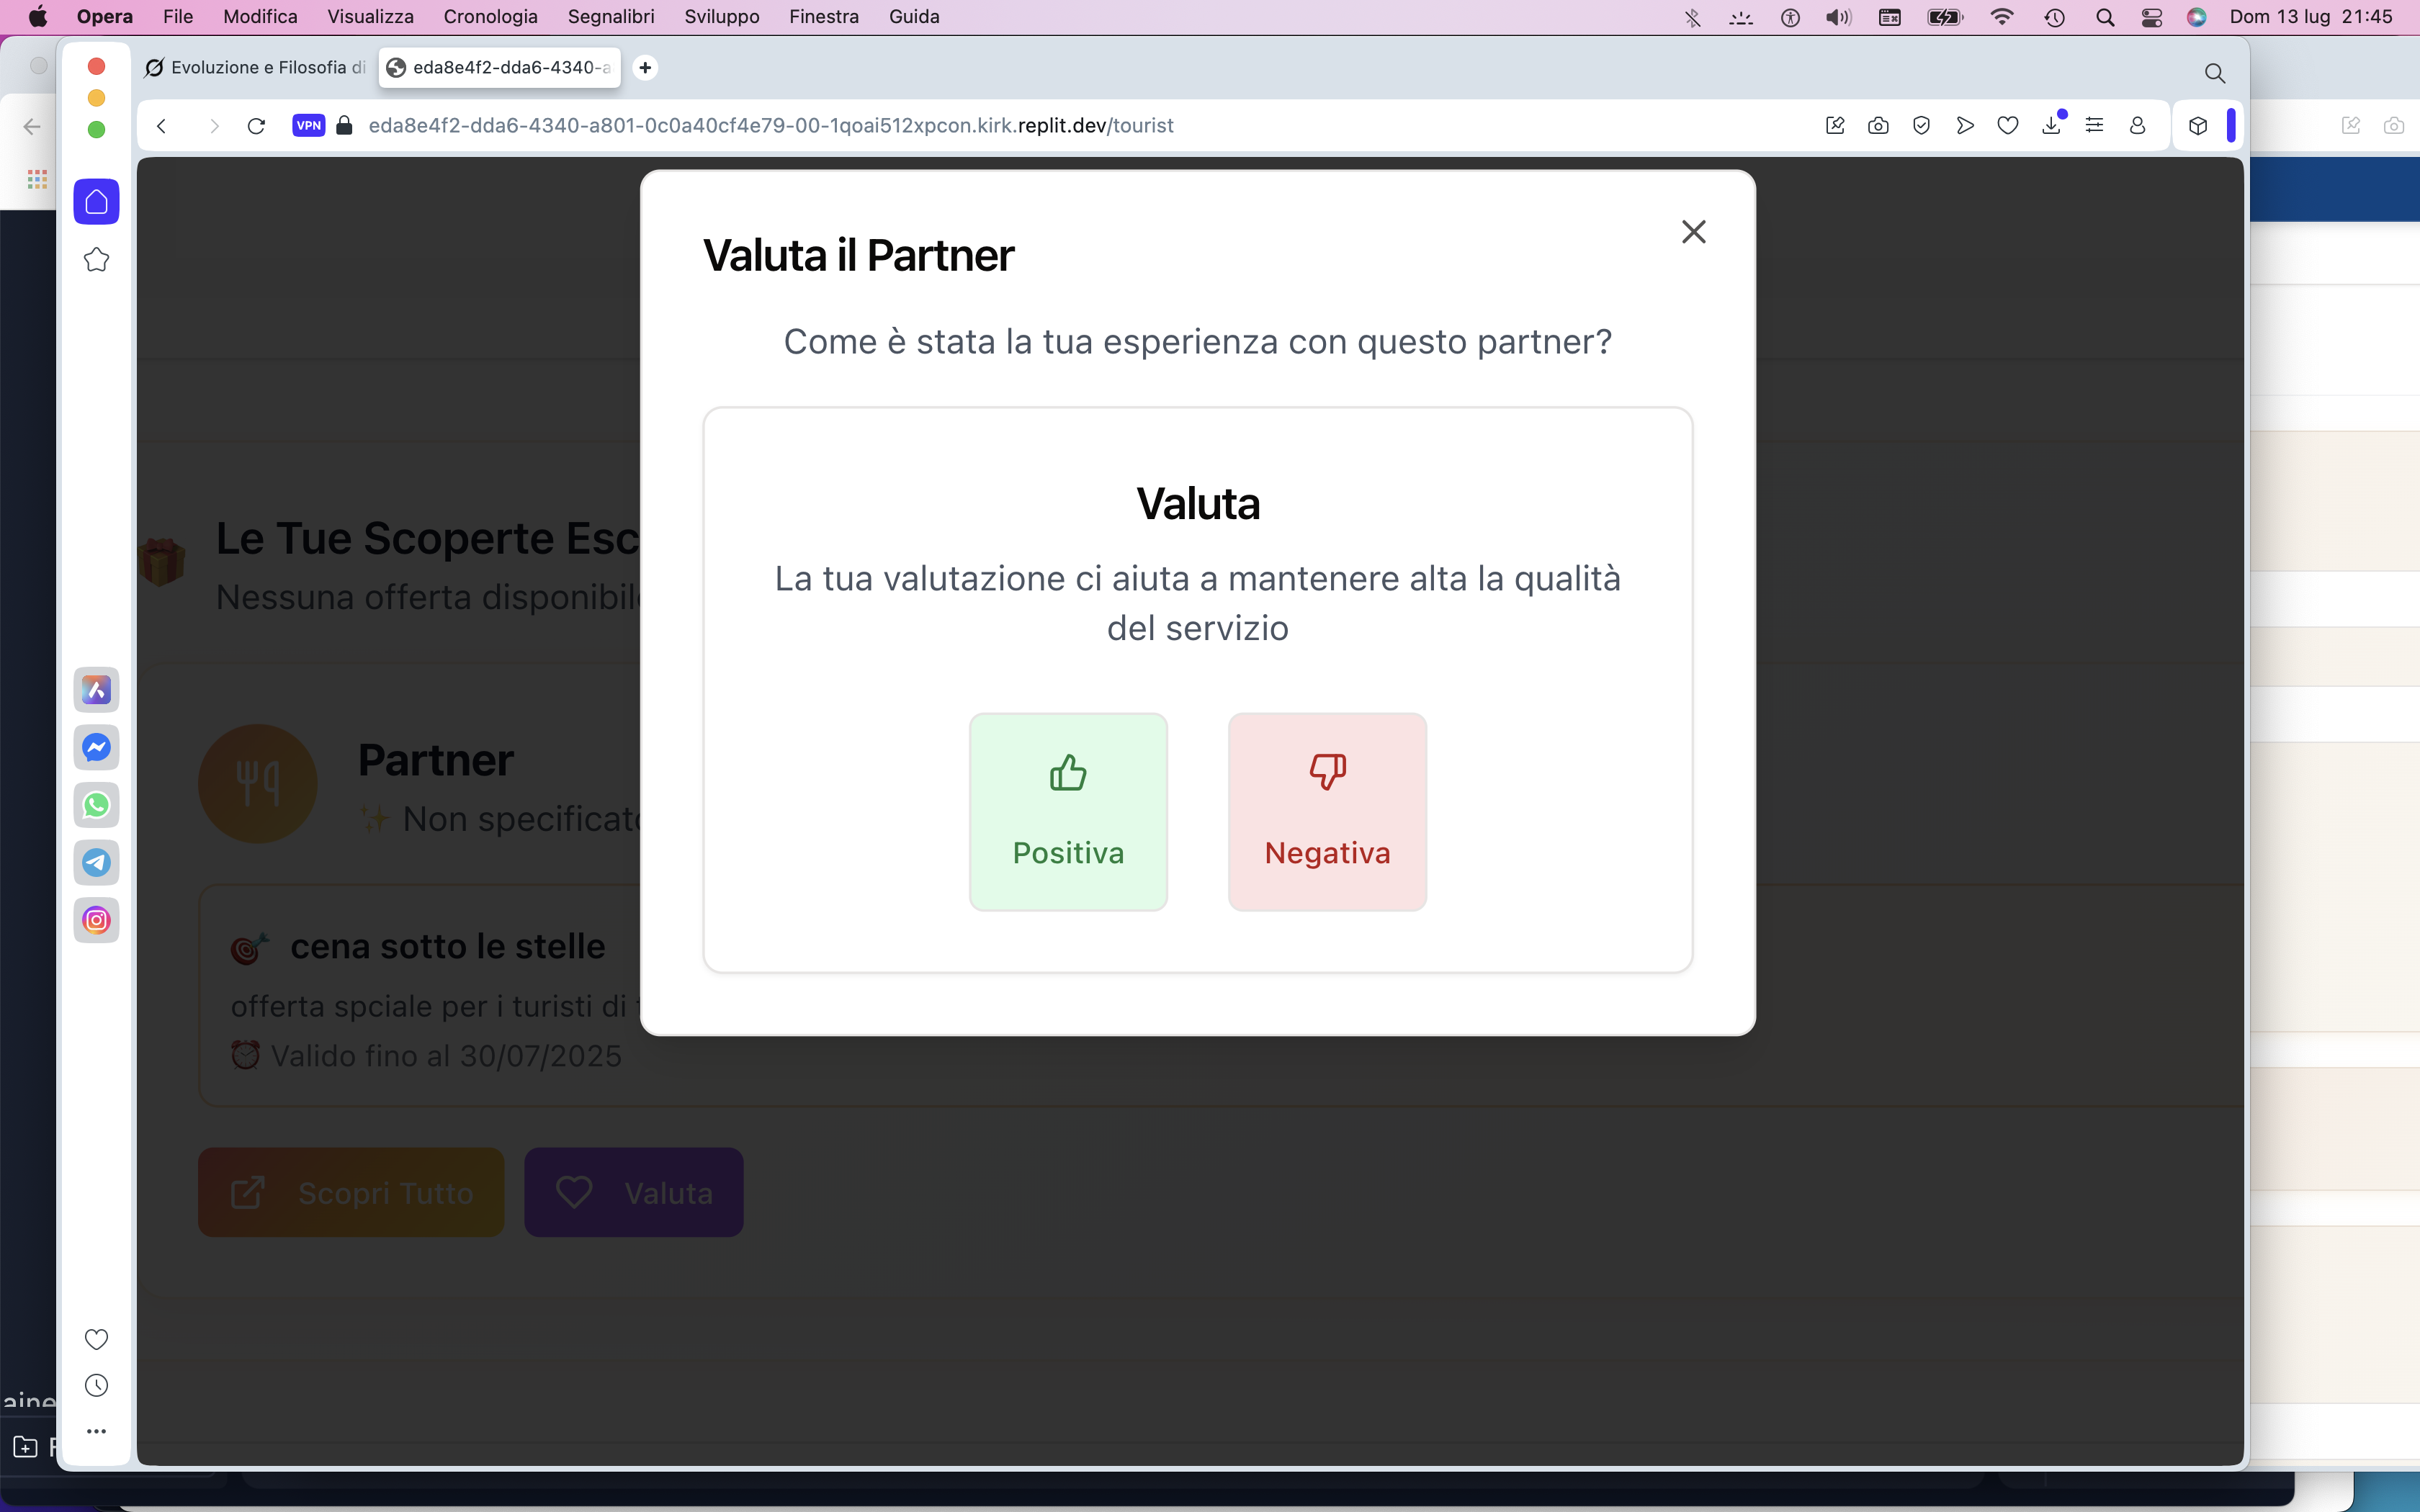 Opera File Modifica Visualizza Cronologia Segnalibri Sviluppo Finestra Guida Dom 13 lug 21:45
Evoluzione e Filosofia di
eda8e4f2-dda6-4340-a
VPN eda8e4f2-dda6-4340-a801-0c0a40cf4e79-00-1qoai512xpcon.kirk.replit.dev/tourist
Valuta il Partner
Come è stata la tua esperienza con questo partner?
Valuta
La tua valutazione ci aiuta a mantenere alta la qualità
del servizio
Positiva Negativa
Le Tue Scoperte Esc
Nessuna offerta disponibile
Partner
Non specificato
cena sotto le stelle
offerta spciale per i turisti di
Valido fino al 30/07/2025
Scopri Tutto Valuta
aine
F